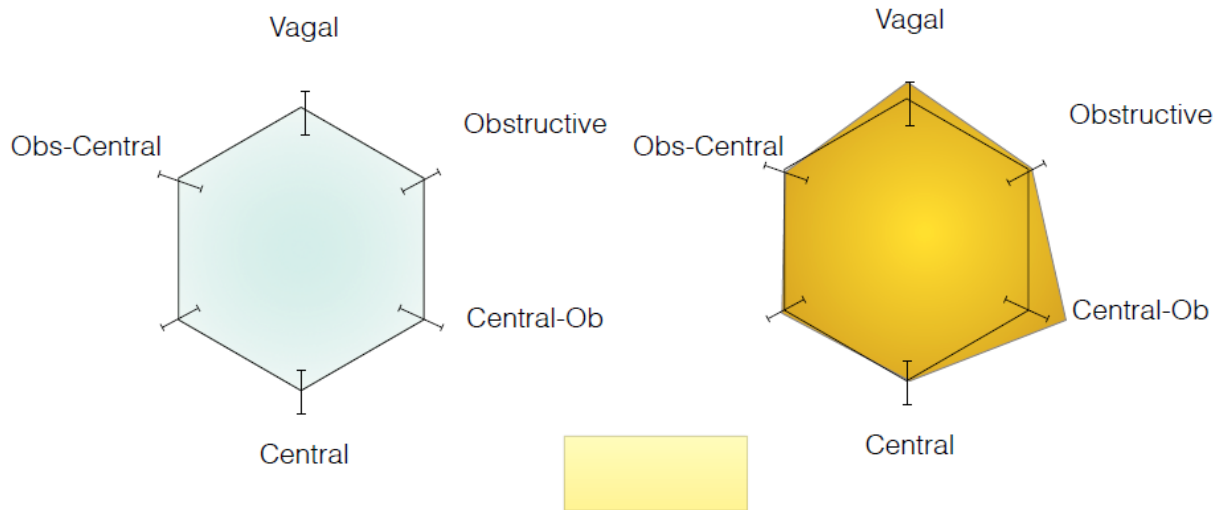 Vagal
Obstructive
Obs-Central
Central-Ob
Central
Vagal
Obstructive
Obs-Central
Central-Ob
Central